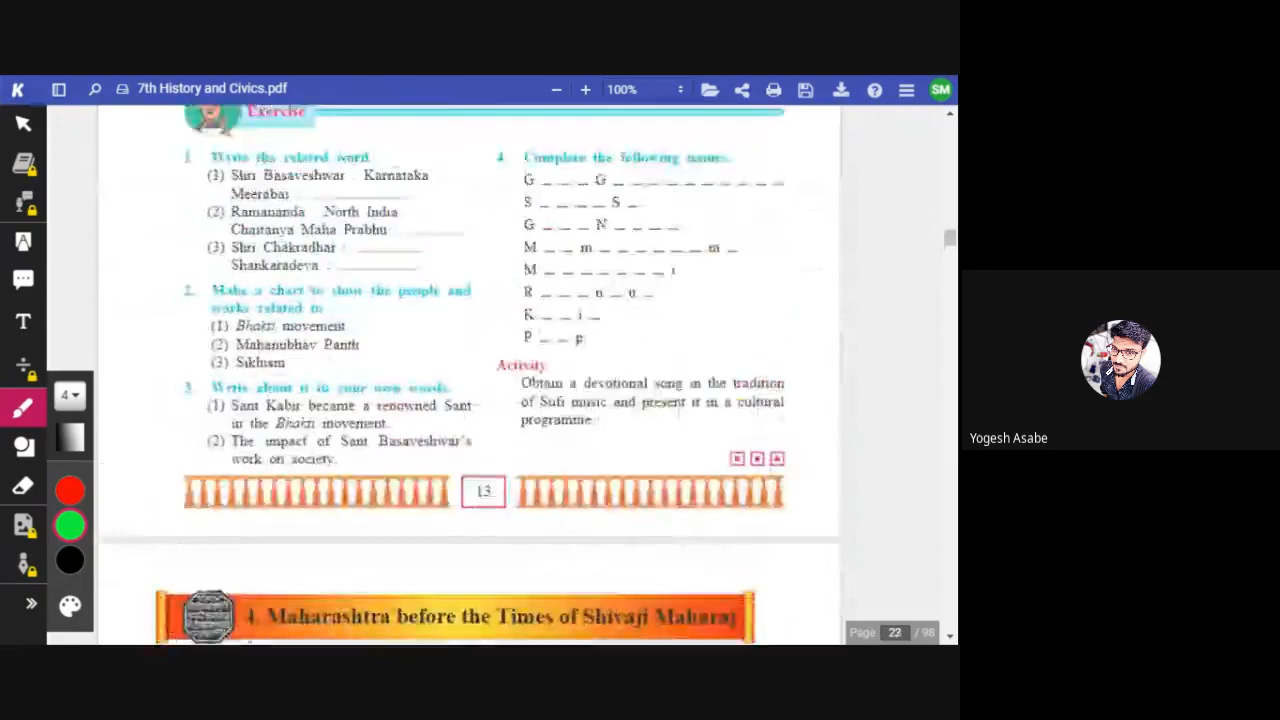 K
7th History and Civics.pdf
100%
SM
Exercise
1. Write the related word.
(1) Shri Basaveshwar : Karnataka
Meerabai : __________
(2) Ramananda : North India
Chaitanya Maha Prabhu : __________
(3) Shri Chakradhar : __________
Shankaradeva : __________
2. Make a chart to show the people and
works related to
(1) Bhakti movement
(2) Mahanubhav Panth
(3) Sikhism
3. Write about it in your own words.
(1) Sant Kabir became a renowned Sant
in the Bhakti movement.
(2) The impact of Sant Basaveshwar's
work on society.
4. Complete the following names.
G _ _ _ G _ _ _ _ _ _ _ _ _ _
S _ _ _ _ S _
G _ _ _ N _ _ _ _
M _ _ m _ _ _ _ _ _ m _
M _ _ _ _ _ _ _ i
R _ _ _ n _ n _
K _ _ i _
P _ _ p
Activity
Obtain a devotional song in the tradition
of Sufi music and present it in a cultural
programme.
13
4. Maharashtra before the Times of Shivaji Maharaj
4
T
Page 22 / 98
Yogesh Asabe